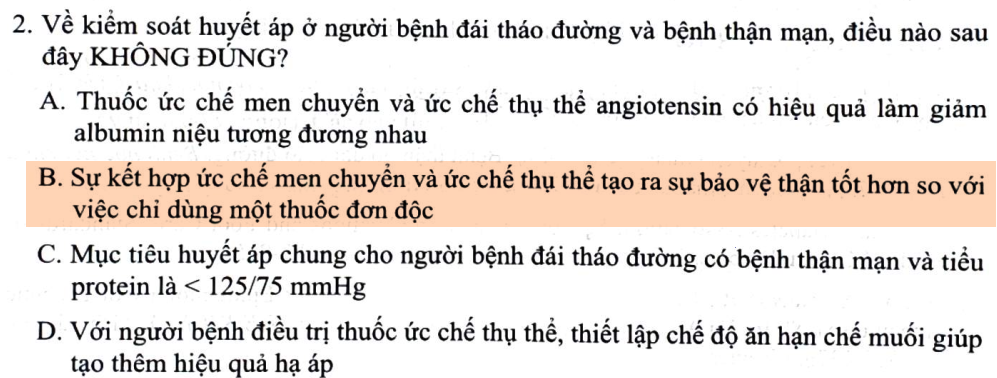 2. Về kiểm soát huyết áp ở người bệnh đái tháo đường và bệnh thận mạn, điều nào sau
đây KHÔNG ĐÚNG?
A. Thuốc ức chế men chuyển và ức chế thụ thể angiotensin có hiệu quả làm giảm
albumin niệu tương đương nhau
B. Sự kết hợp ức chế men chuyển và ức chế thụ thể tạo ra sự bảo vệ thận tốt hơn so với
việc chỉ dùng một thuốc đơn độc
C. Mục tiêu huyết áp chung cho người bệnh đái tháo đường có bệnh thận mạn và tiểu
protein là < 125/75 mmHg
D. Với người bệnh điều trị thuốc ức chế thụ thể, thiết lập chế độ ăn hạn chế muối giúp
tạo thêm hiệu quả hạ áp